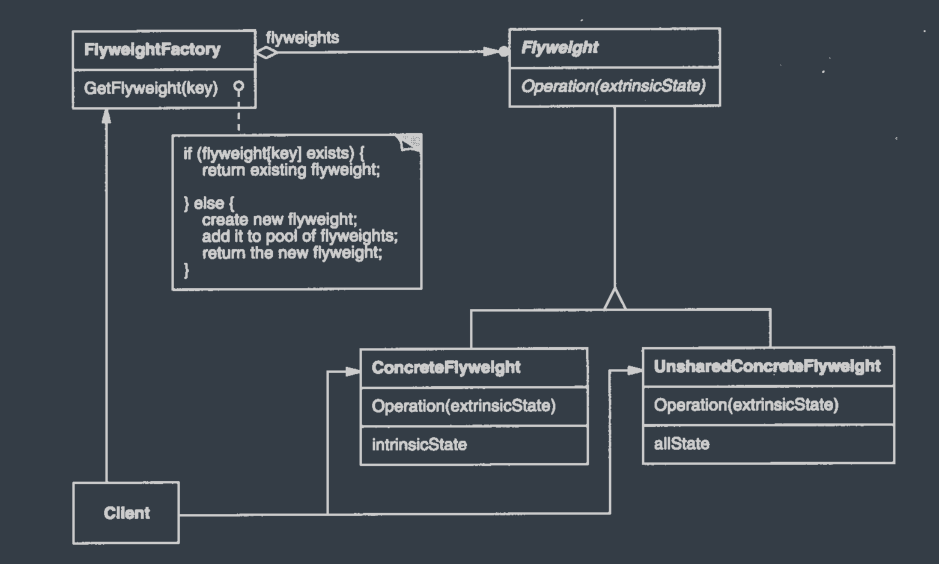 FlyweightFactory
GetFlyweight(key)
flyweights
Flyweight
Operation(extrinsicState)
if (flyweight[key] exists) {
return existing flyweight;
} else {
create new flyweight;
add it to pool of flyweights;
return the new flyweight;
}
ConcreteFlyweight
Operation(extrinsicState)
intrinsicState
UnsharedConcreteFlyweight
Operation(extrinsicState)
allState
Client